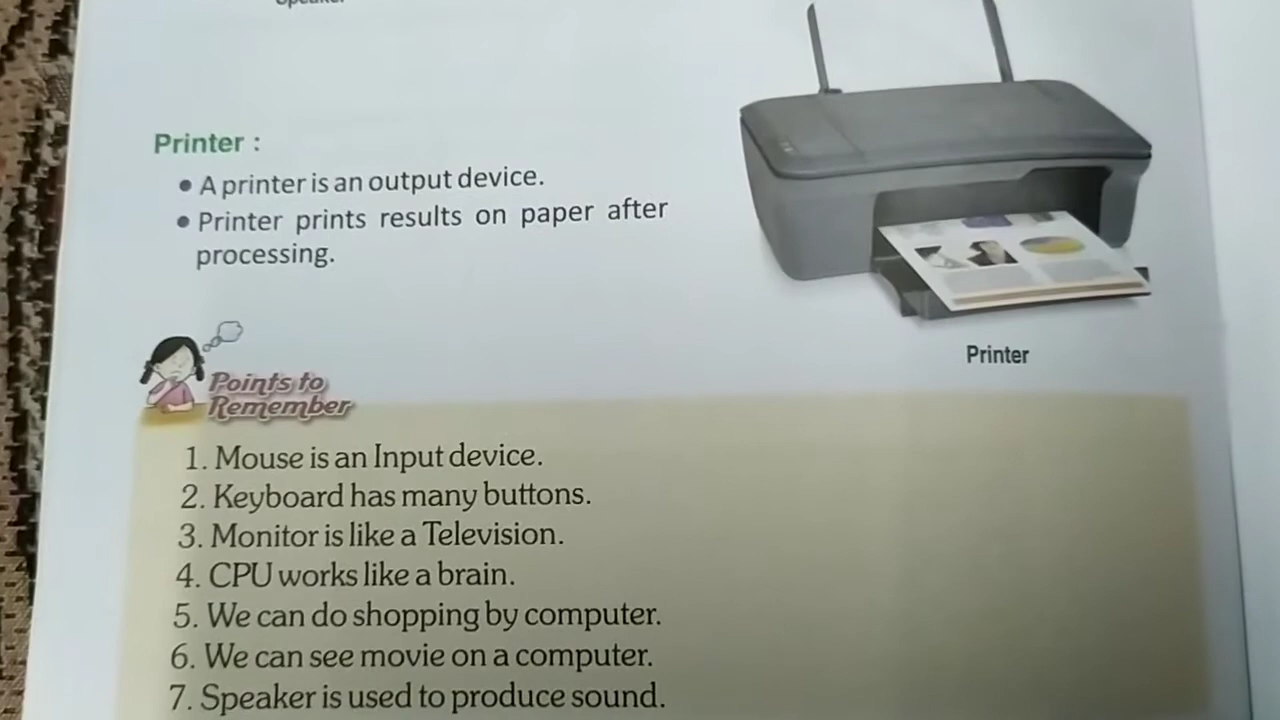 Speaker
Printer :
• A printer is an output device.
• Printer prints results on paper after
processing.
Printer
Points to
Remember
1. Mouse is an Input device.
2. Keyboard has many buttons.
3. Monitor is like a Television.
4. CPU works like a brain.
5. We can do shopping by computer.
6. We can see movie on a computer.
7. Speaker is used to produce sound.